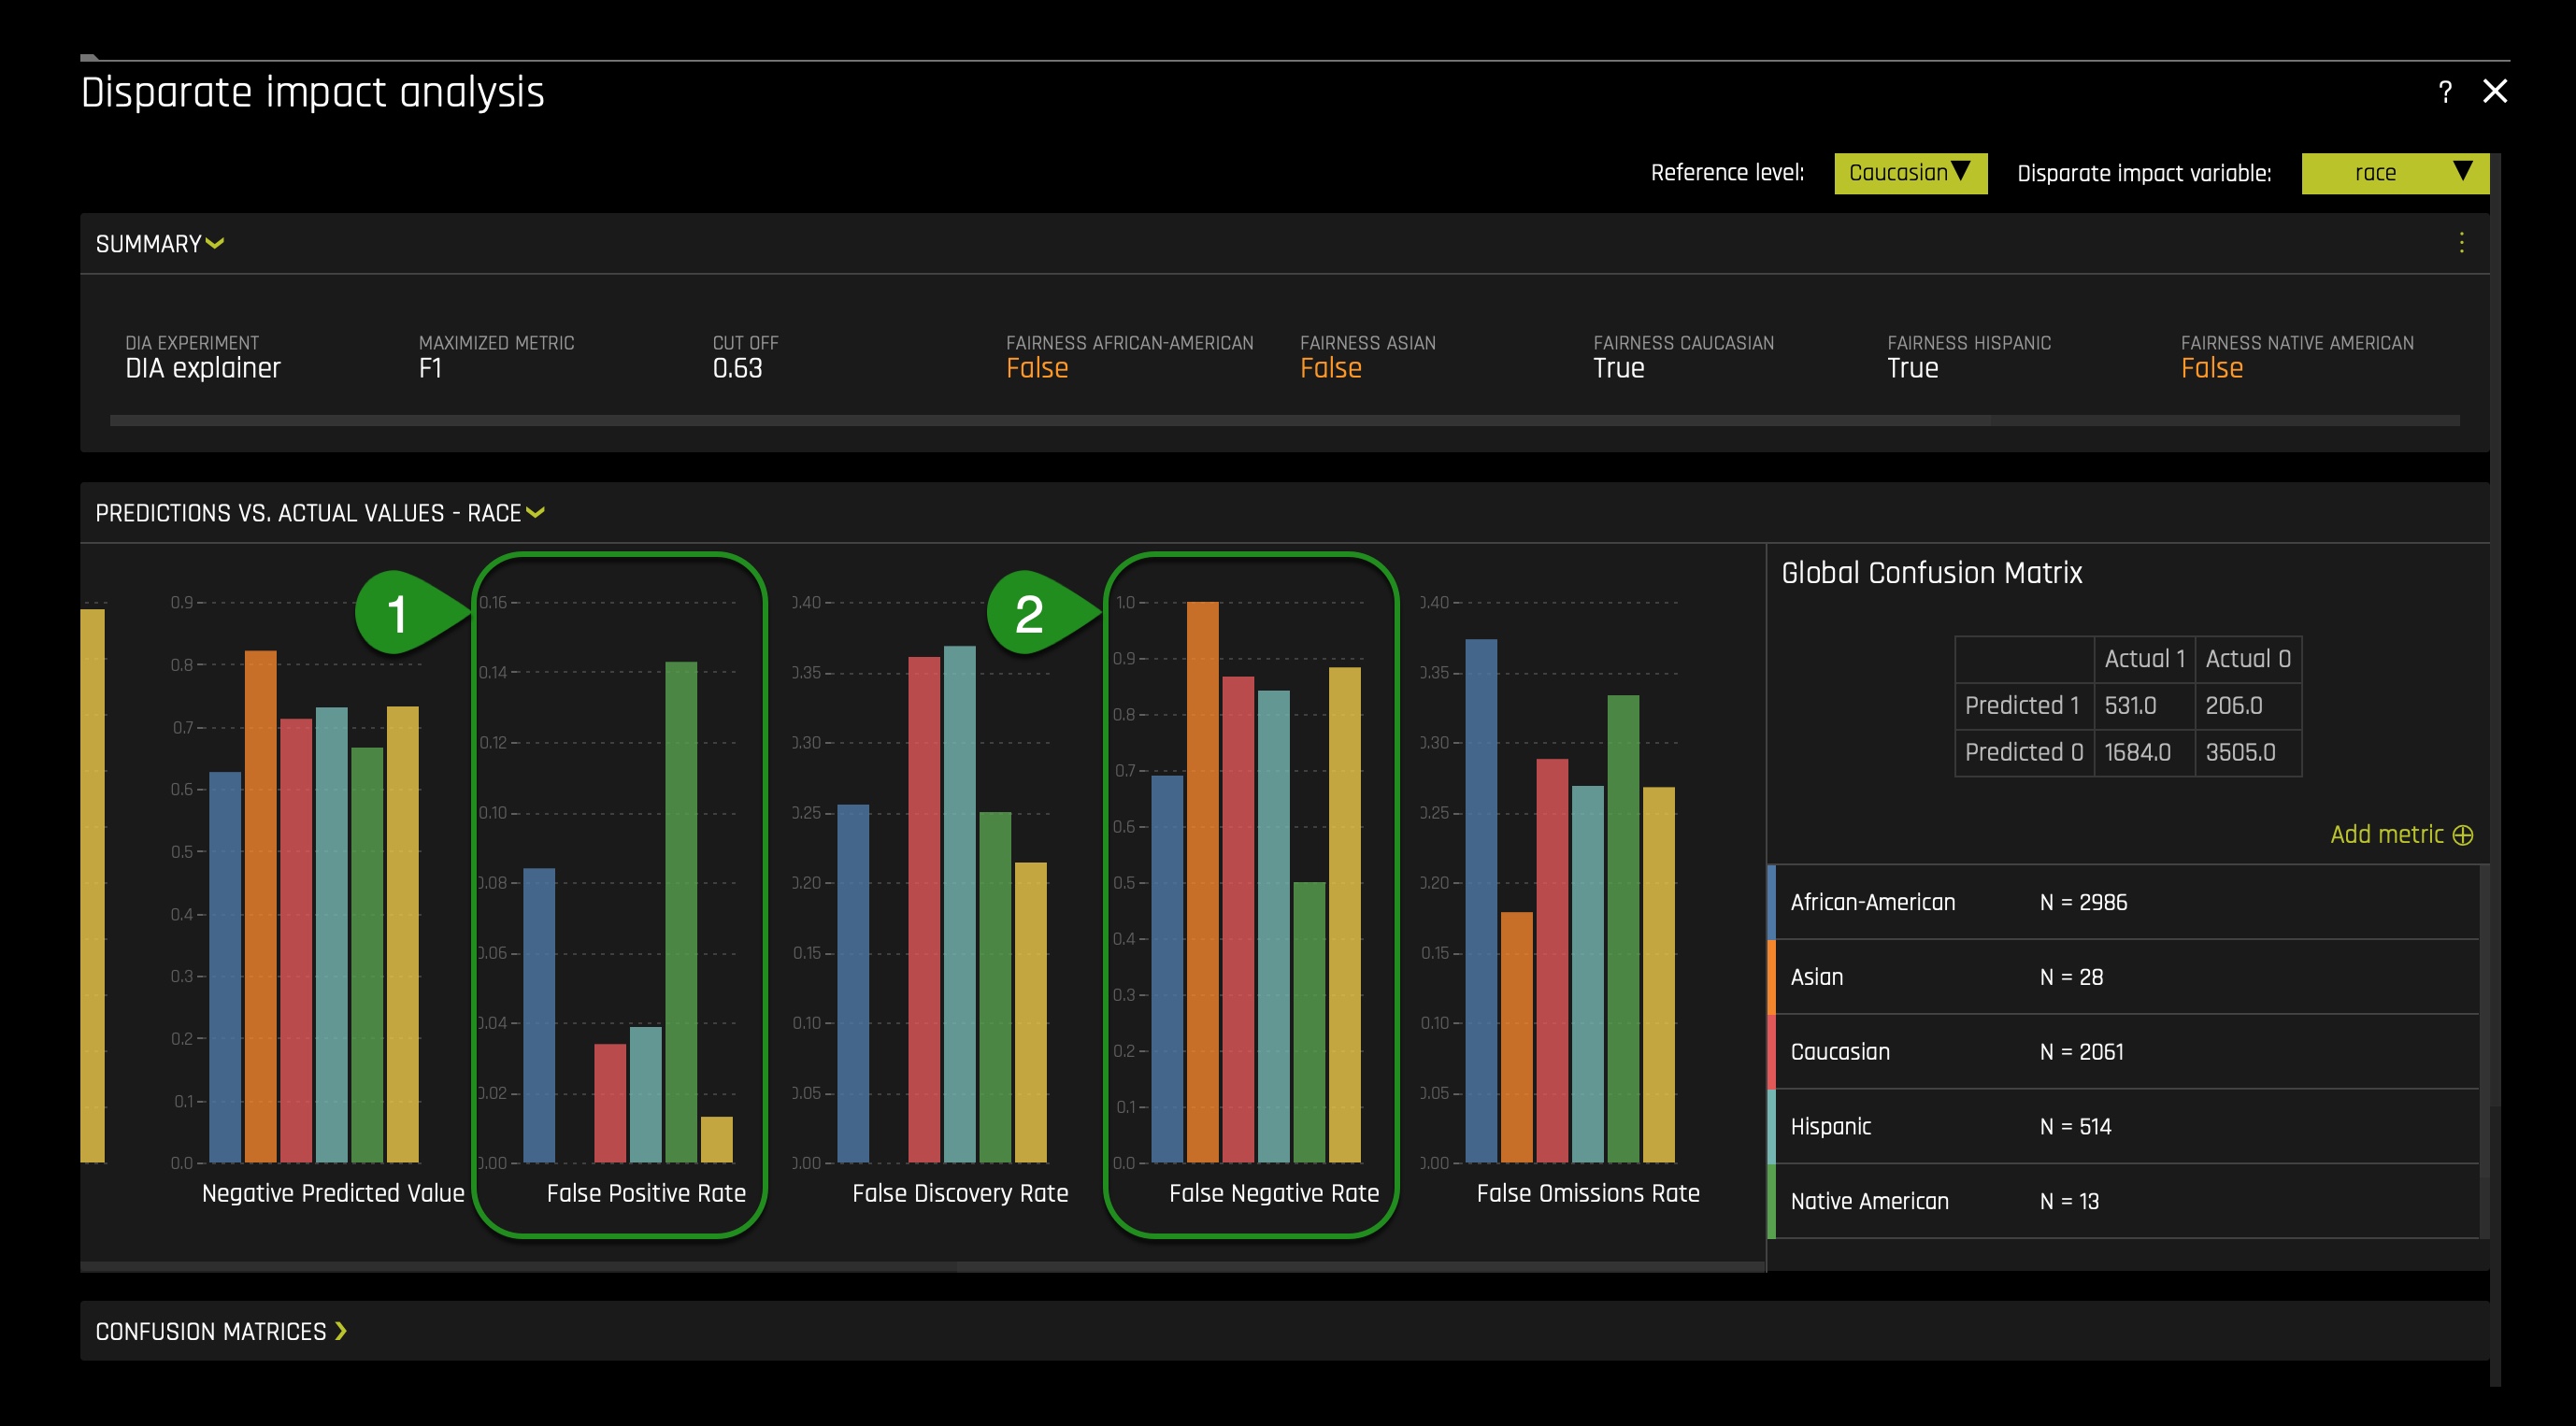 Disparate impact analysis
?
Reference level: Caucasian Disparate impact variable: race
SUMMARY
DIA EXPERIMENT MAXIMIZED METRIC CUT OFF FAIRNESS AFRICAN-AMERICAN FAIRNESS ASIAN FAIRNESS CAUCASIAN FAIRNESS HISPANIC FAIRNESS NATIVE AMERICAN
DIA explainer F1 0.63 False False True True False
PREDICTIONS VS. ACTUAL VALUES - RACE
0.9
0.8
0.7
0.6
0.5
0.4
0.3
0.2
0.1
0.0
Negative Predicted Value
1
0.16
0.14
0.12
0.10
0.08
0.06
0.04
0.02
0.00
False Positive Rate
0.40
0.35
0.30
0.25
0.20
0.15
0.10
0.05
0.00
False Discovery Rate
2
1.0
0.9
0.8
0.7
0.6
0.5
0.4
0.3
0.2
0.1
0.0
False Negative Rate
0.40
0.35
0.30
0.25
0.20
0.15
0.10
0.05
0.00
False Omissions Rate
Global Confusion Matrix
Actual 1 Actual 0
Predicted 1 531.0 206.0
Predicted 0 1684.0 3505.0
Add metric
African-American N = 2986
Asian N = 28
Caucasian N = 2061
Hispanic N = 514
Native American N = 13
CONFUSION MATRICES